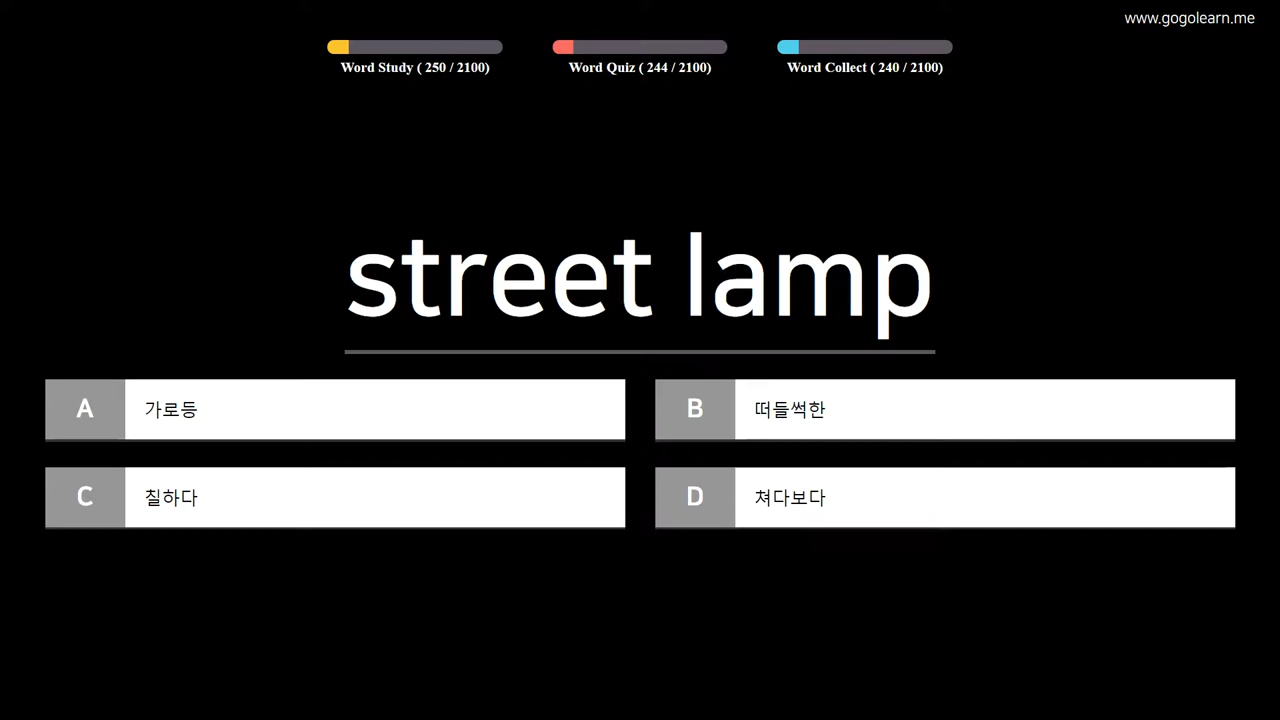 www.gogolearn.me
Word Study ( 250 / 2100)
Word Quiz ( 244 / 2100)
Word Collect ( 240 / 2100)
street lamp
A 가로등
B 떠들썩한
C 칠하다
D 쳐다보다